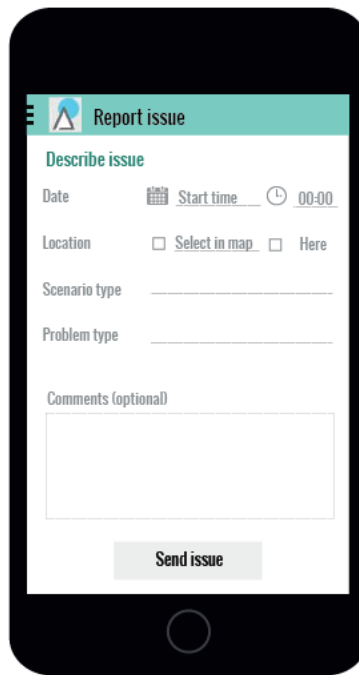 Report issue
Describe issue
Date Start time 00:00
Location Select in map Here
Scenario type
Problem type
Comments (optional)
Send issue